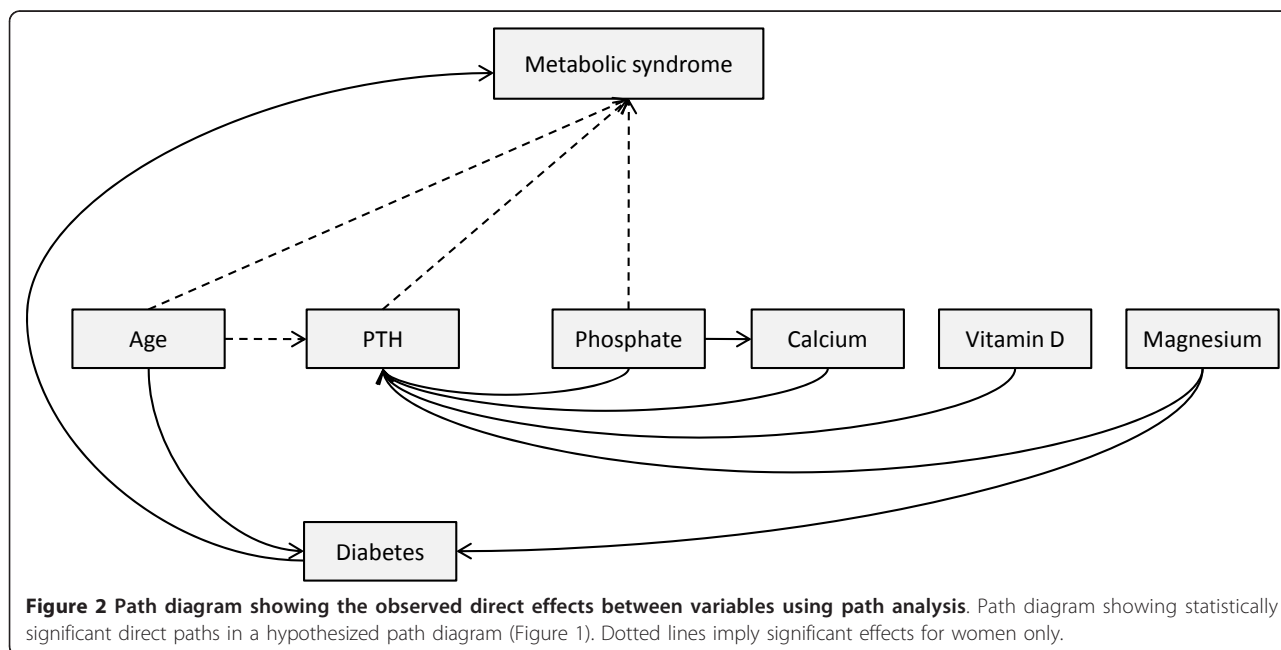 Metabolic syndrome
Age
PTH
Phosphate
Calcium
Vitamin D
Magnesium
Diabetes
Figure 2 Path diagram showing the observed direct effects between variables using path analysis. Path diagram showing statistically
significant direct paths in a hypothesized path diagram (Figure 1). Dotted lines imply significant effects for women only.